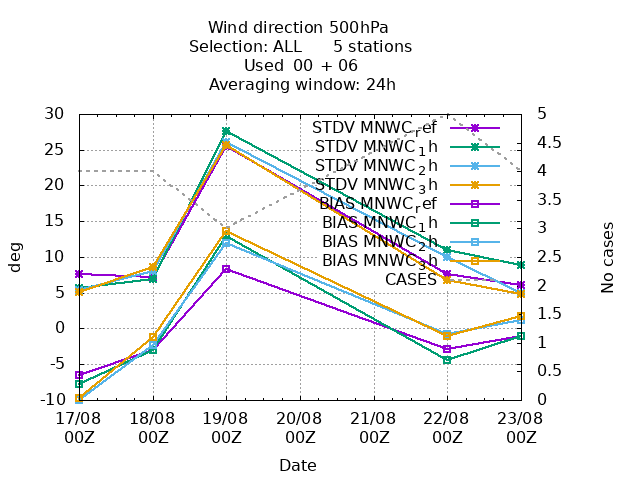 Wind direction 500hPa
Selection: ALL 5 stations
Used 00 + 06
Averaging window: 24h
30
25
20
15
10
5
0
-5
-10
deg
5
4.5
4
3.5
3
2.5
2
1.5
1
0.5
0
No cases
STDV MNWC_ref
STDV MNWC_1h
STDV MNWC_2h
STDV MNWC_3h
BIAS MNWC_ref
BIAS MNWC_1h
BIAS MNWC_2h
BIAS MNWC_3h
CASES
17/08 18/08 19/08 20/08 21/08 22/08 23/08
00Z 00Z 00Z 00Z 00Z 00Z 00Z
Date